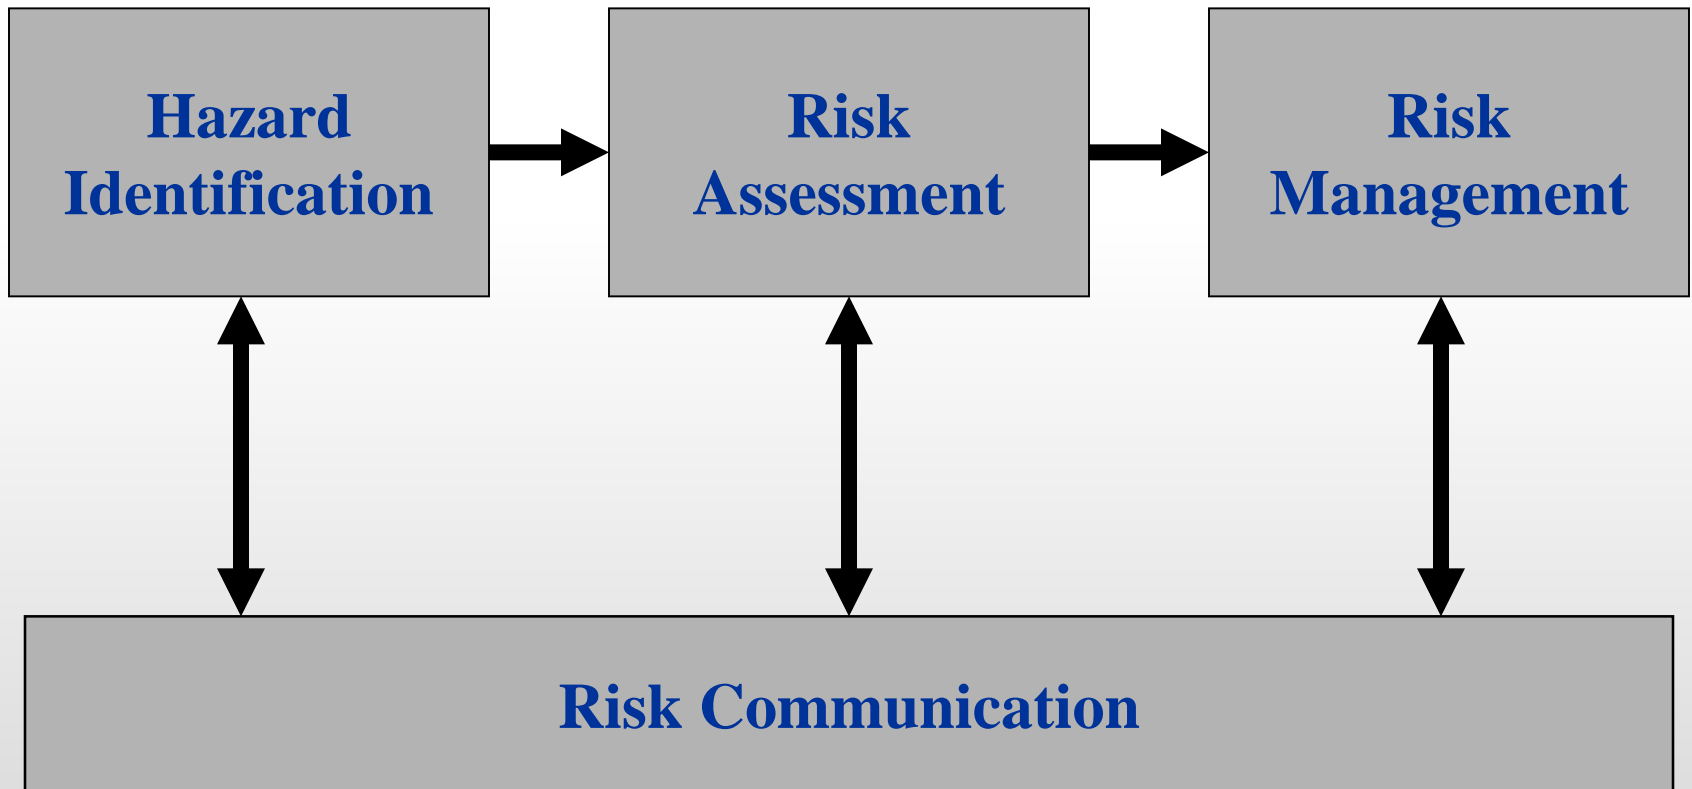 Hazard
Identification
Risk
Assessment
Risk
Management
Risk Communication